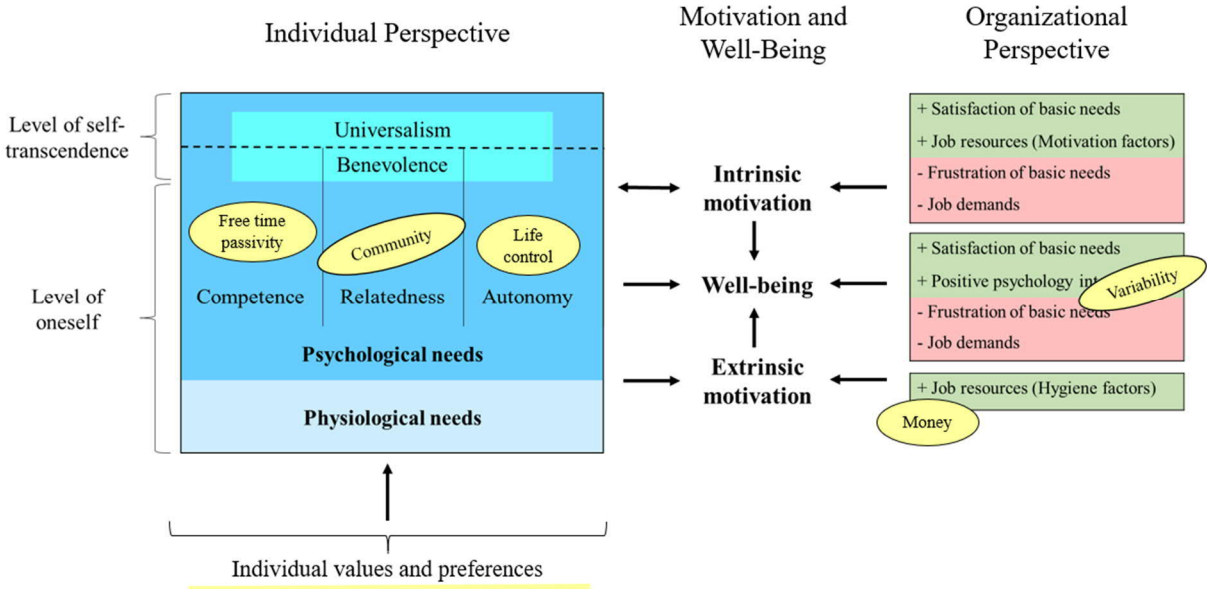 Individual Perspective
Motivation and
Well-Being
Organizational
Perspective
Level of self-
transcendence
Universalism
Benevolence
Free time
passivity
Community
Life
control
Level of
oneself
Competence
Relatedness
Autonomy
Psychological needs
Physiological needs
Individual values and preferences
Intrinsic
motivation
Well-being
Extrinsic
motivation
+ Satisfaction of basic needs
+ Job resources (Motivation factors)
- Frustration of basic needs
- Job demands
+ Satisfaction of basic needs
+ Positive psychology
Variability
- Frustration of basic needs
- Job demands
+ Job resources (Hygiene factors)
Money